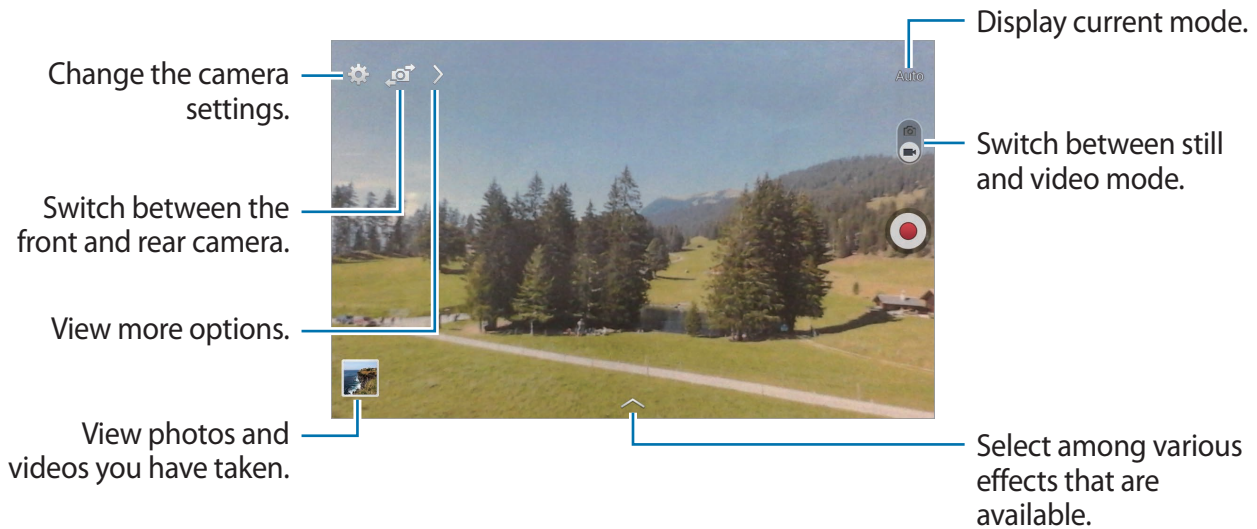 Display current mode.
Change the camera
settings.
Auto
Switch between still
and video mode.
Switch between the
front and rear camera.
View more options.
View photos and
videos you have taken.
Select among various
effects that are
available.